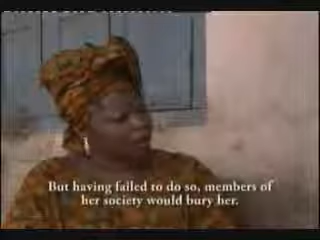 But having failed to do so, members of
her society would bury her.